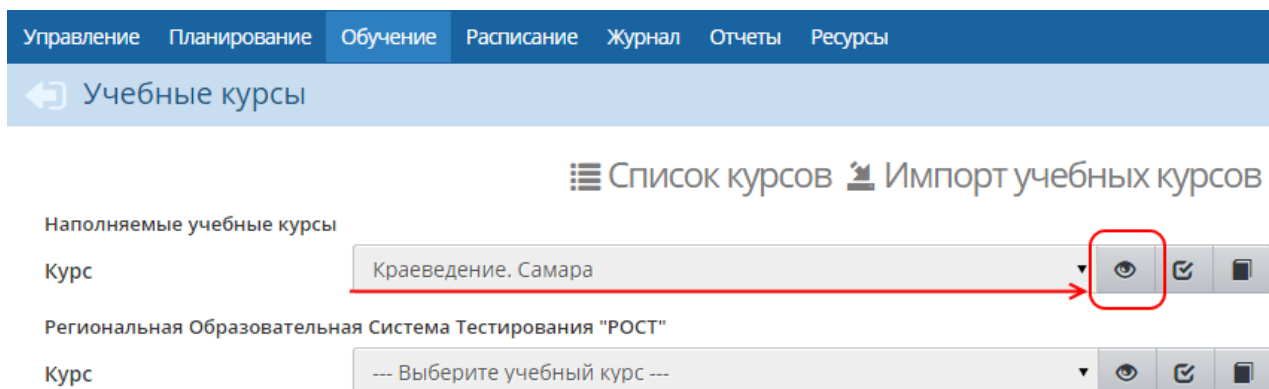 Управление Планирование Обучение Расписание Журнал Отчеты Ресурсы
Учебные курсы
Список курсов Импорт учебных курсов
Наполняемые учебные курсы
Курс Краеведение. Самара
Региональная Образовательная Система Тестирования "РОСТ"
Курс --- Выберите учебный курс ---